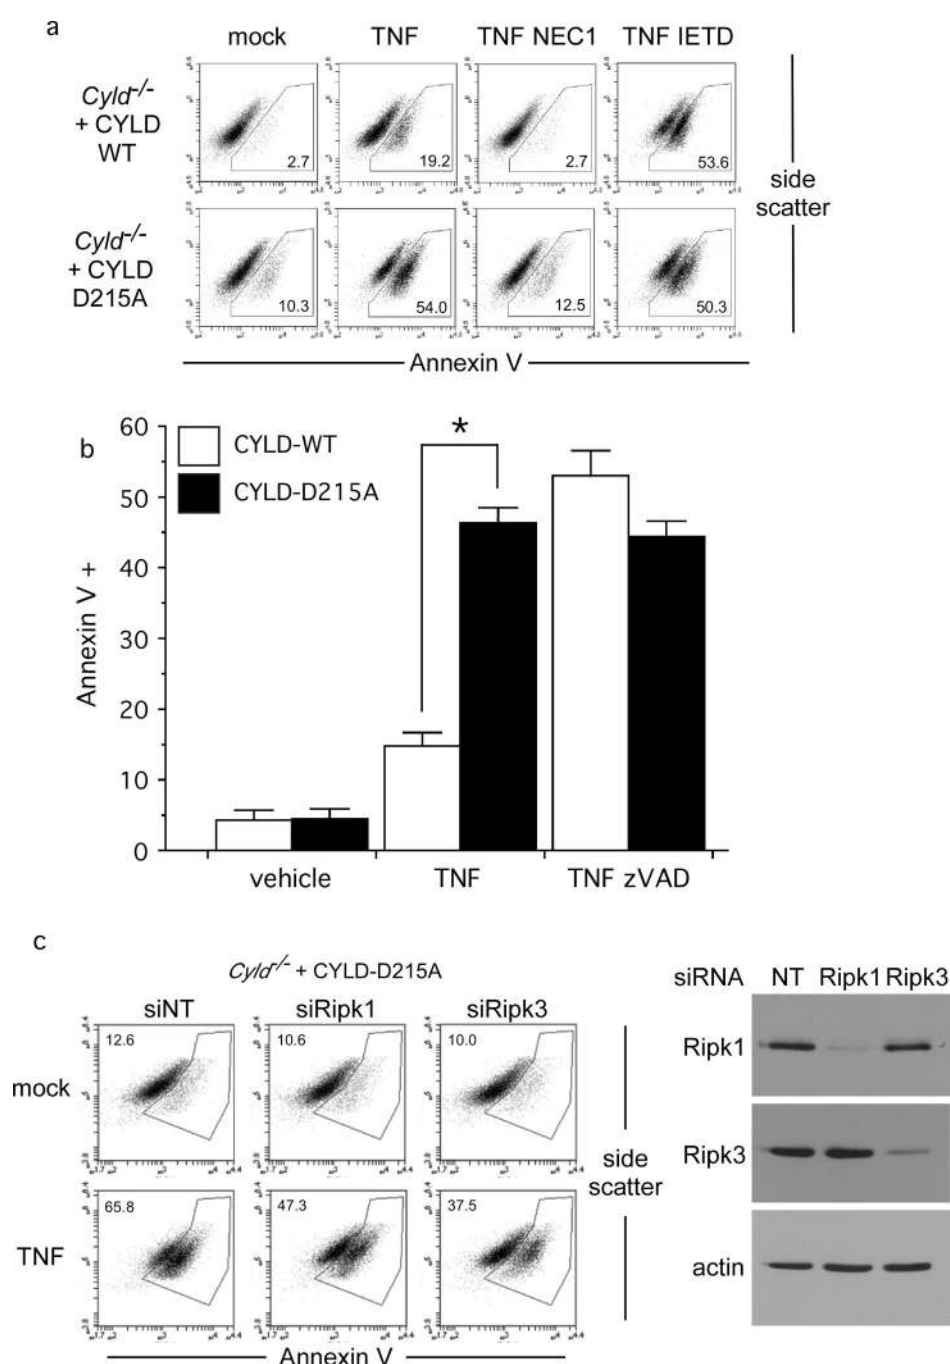 a
mock TNF TNF NEC1 TNF IETD
Cyld-/-
+ CYLD
WT
2.7 19.2 2.7 53.6
side
scatter
Cyld-/-
+ CYLD
D215A
10.3 54.0 12.5 50.3
Annexin V
b
CYLD-WT
CYLD-D215A
*
Annexin V +
60
50
40
30
20
10
0
vehicle TNF TNF zVAD
c
Cyld-/- + CYLD-D215A
siNT siRipk1 siRipk3
mock
12.6 10.6 10.0
side
scatter
TNF
65.8 47.3 37.5
Annexin V
siRNA NT Ripk1 Ripk3
Ripk1
Ripk3
actin